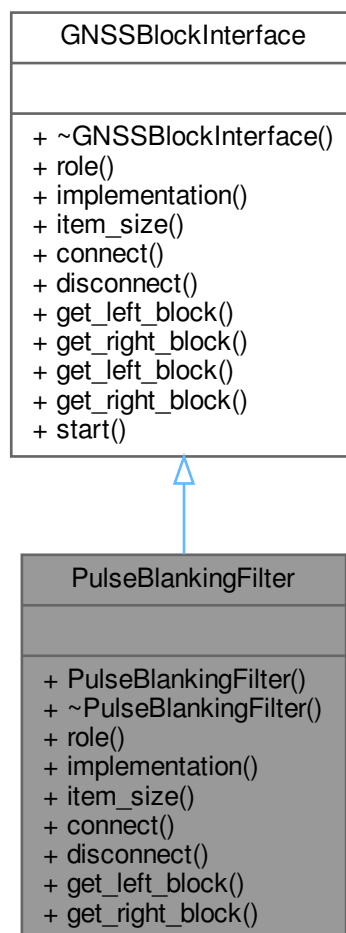 GNSSBlockInterface
+ ~GNSSBlockInterface()
+ role()
+ implementation()
+ item_size()
+ connect()
+ disconnect()
+ get_left_block()
+ get_right_block()
+ get_left_block()
+ get_right_block()
+ start()
PulseBlankingFilter
+ PulseBlankingFilter()
+ ~PulseBlankingFilter()
+ role()
+ implementation()
+ item_size()
+ connect()
+ disconnect()
+ get_left_block()
+ get_right_block()